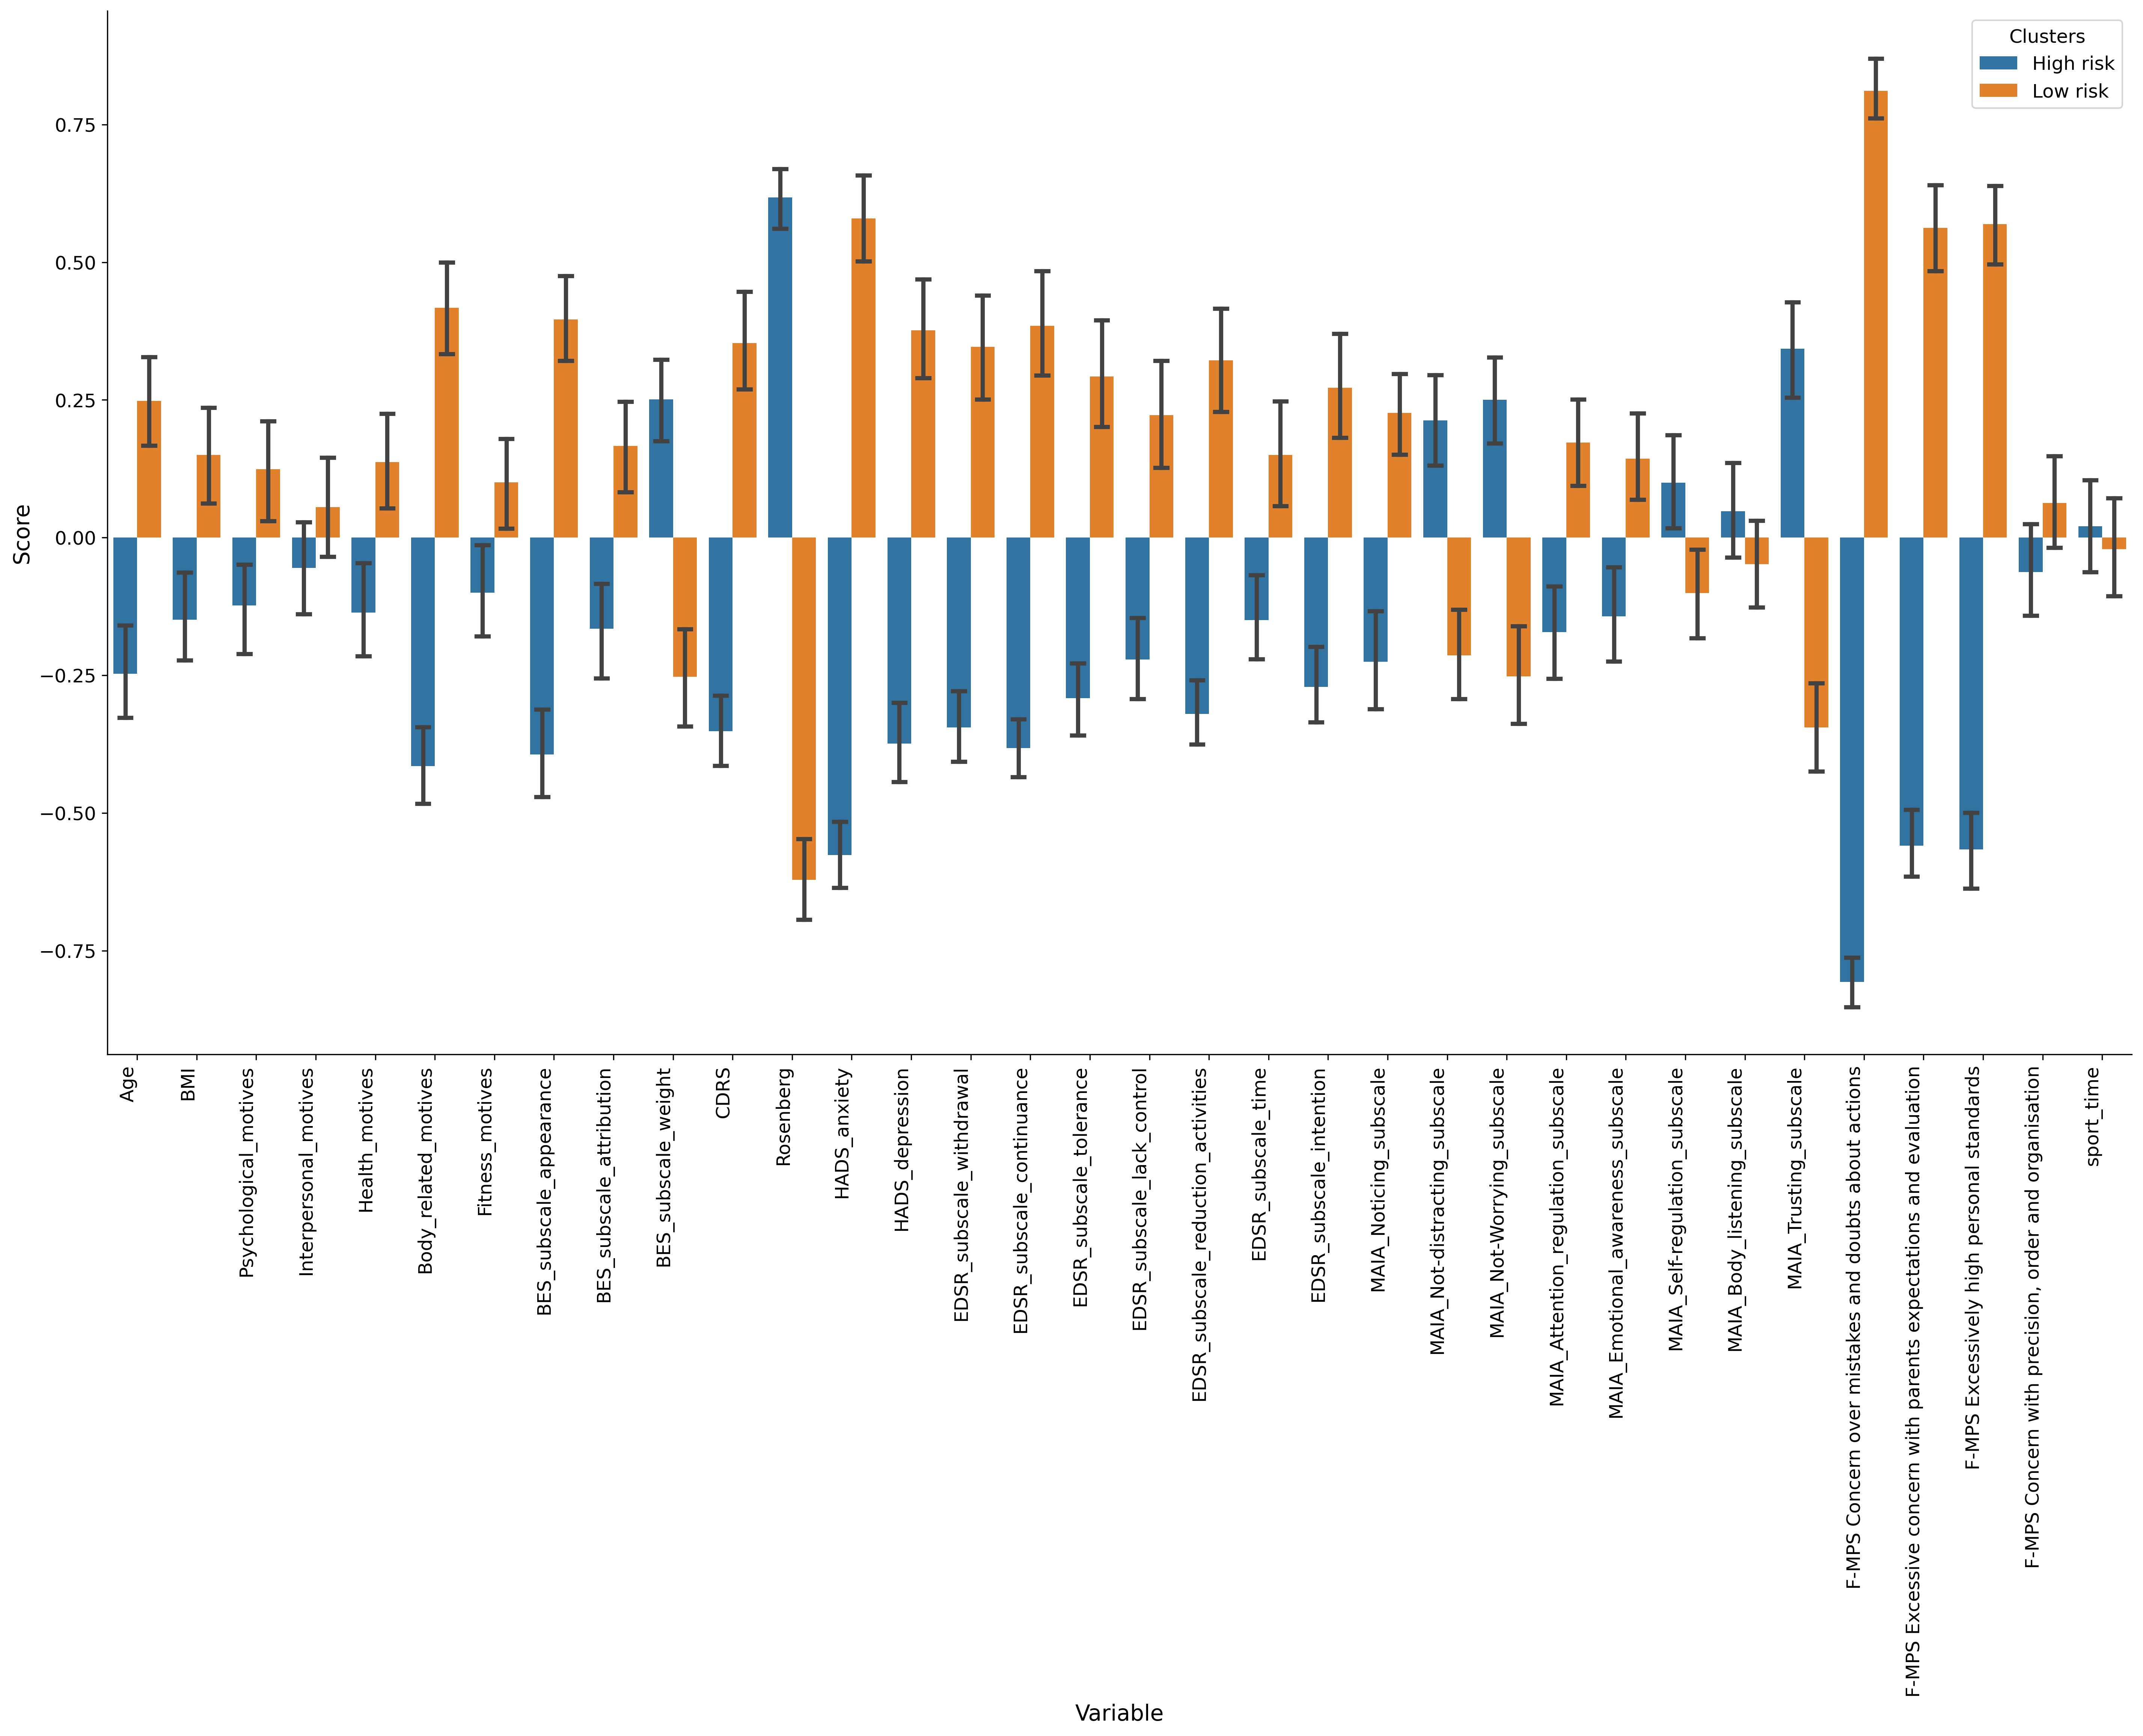 Clusters
High risk
Low risk
0.75
0.50
0.25
0.00
−0.25
−0.50
−0.75
Score
Age
BMI
Psychological_motives
Interpersonal_motives
Health_motives
Body_related_motives
Fitness_motives
BES_subscale_appearance
BES_subscale_attribution
BES_subscale_weight
CDRS
Rosenberg
HADS_anxiety
HADS_depression
EDSR_subscale_withdrawal
EDSR_subscale_continuance
EDSR_subscale_tolerance
EDSR_subscale_lack_control
EDSR_subscale_reduction_activities
EDSR_subscale_time
EDSR_subscale_intention
MAIA_Noticing_subscale
MAIA_Not-distracting_subscale
MAIA_Not-Worrying_subscale
MAIA_Attention_regulation_subscale
MAIA_Emotional_awareness_subscale
MAIA_Self-regulation_subscale
MAIA_Body_listening_subscale
MAIA_Trusting_subscale
F-MPS Concern over mistakes and doubts about actions
F-MPS Excessive concern with parents expectations and evaluation
F-MPS Excessively high personal standards
F-MPS Concern with precision, order and organisation
sport_time
Variable